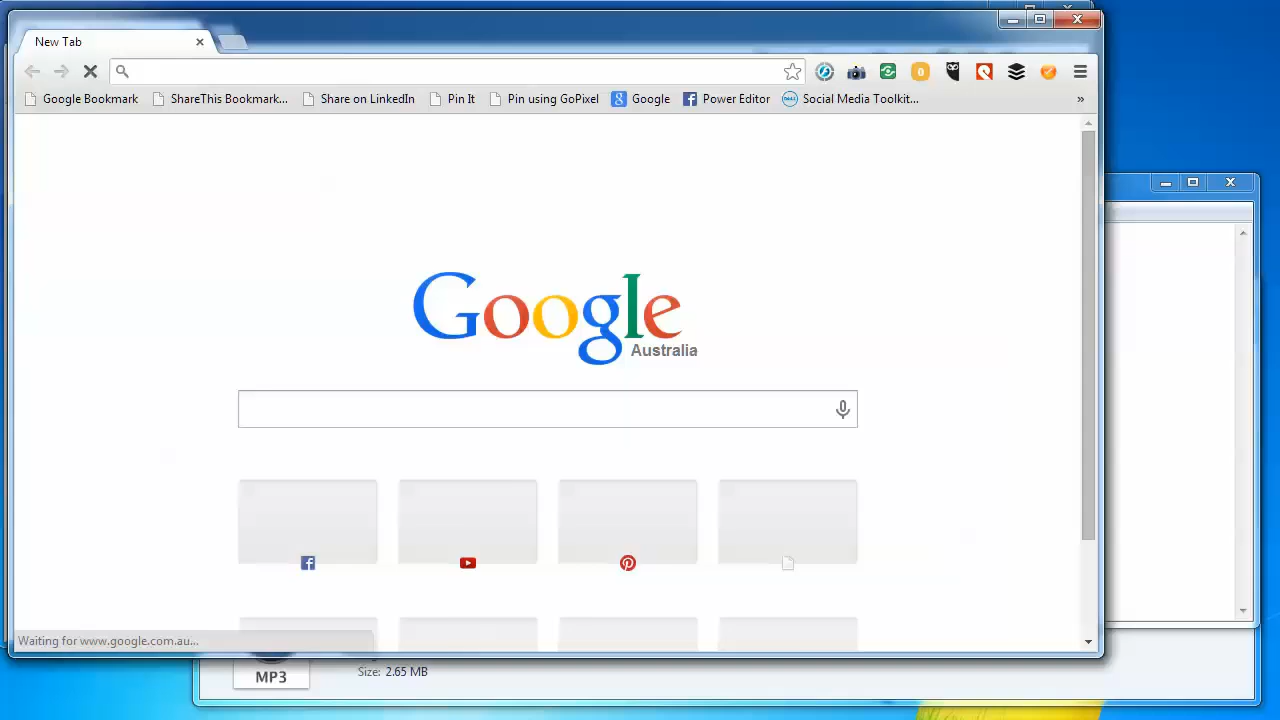 New Tab
Google Bookmark ShareThis Bookmark... Share on LinkedIn Pin It Pin using GoPixel Google Power Editor Social Media Toolkit... »
Google
Australia
Waiting for www.google.com.au...
MP3
Size: 2.65 MB